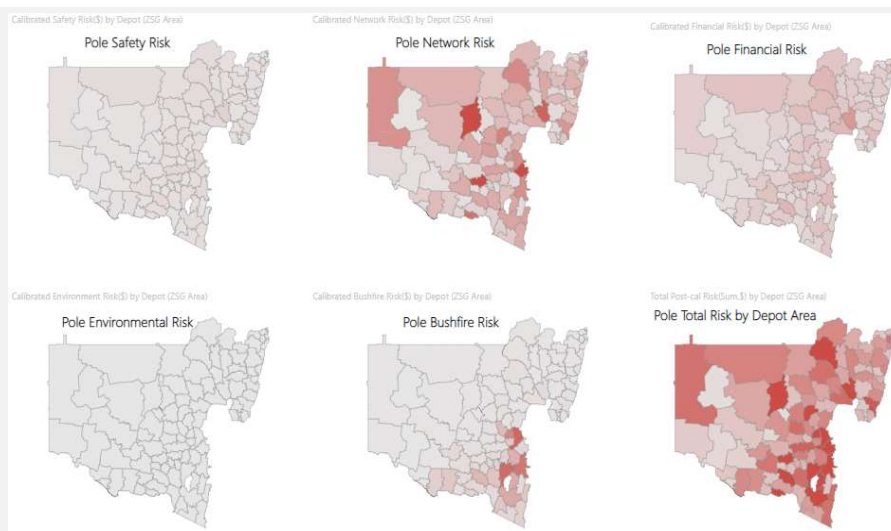 Calibrated Safety Risk($) by Depot (ZSG Area)
Pole Safety Risk
Calibrated Network Risk($) by Depot (ZSG Area)
Pole Network Risk
Calibrated Financial Risk($) by Depot (ZSG Area)
Pole Financial Risk
Calibrated Environment Risk($) by Depot (ZSG Area)
Pole Environmental Risk
Calibrated Bushfire Risk($) by Depot (ZSG Area)
Pole Bushfire Risk
Total Post-cal Risk(Sum,$) by Depot (ZSG Area)
Pole Total Risk by Depot Area